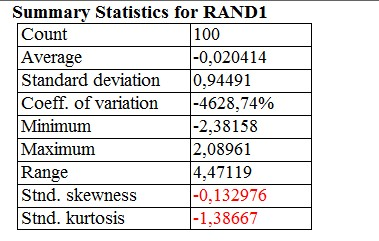 Summary Statistics for RAND1
Count 100
Average -0,020414
Standard deviation 0,94491
Coeff. of variation -4628,74%
Minimum -2,38158
Maximum 2,08961
Range 4,47119
Stnd. skewness -0,132976
Stnd. kurtosis -1,38667